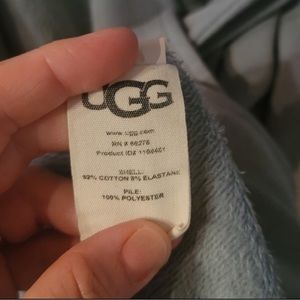 UGG
www.ugg.com
RN # 88276
Product ID#
SHELL:
92% COTTON 8% ELASTANE
PILE:
100% POLYESTER